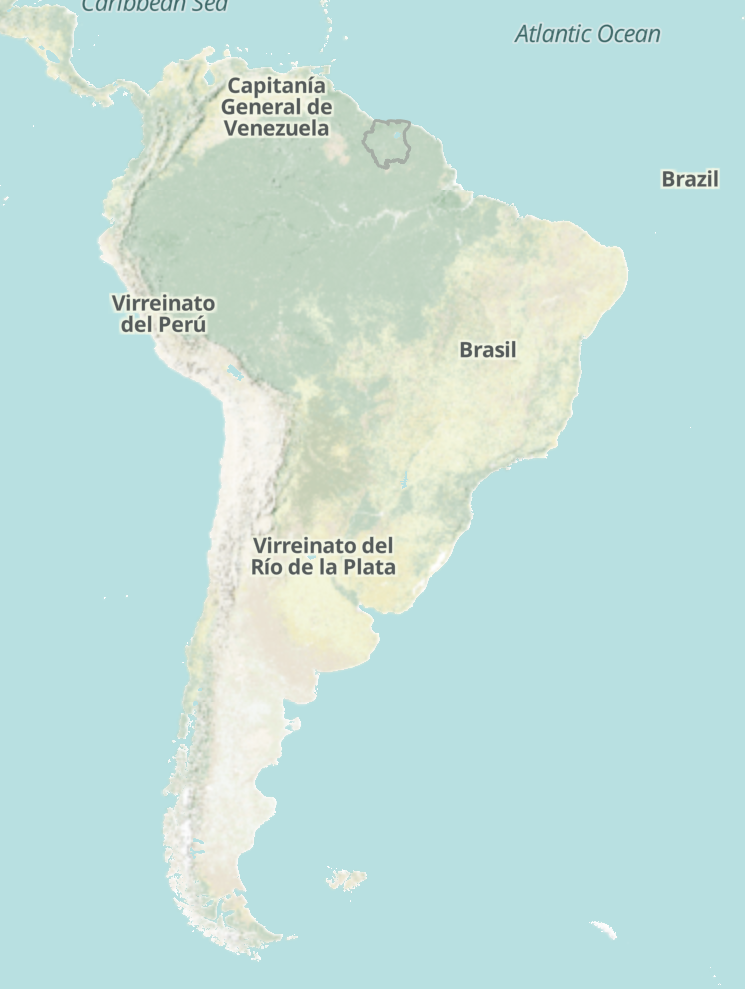 Caribbean Sea
Atlantic Ocean
Capitanía
General de
Venezuela
Brazil
Virreinato
del Perú
Brasil
Virreinato del
Río de la Plata